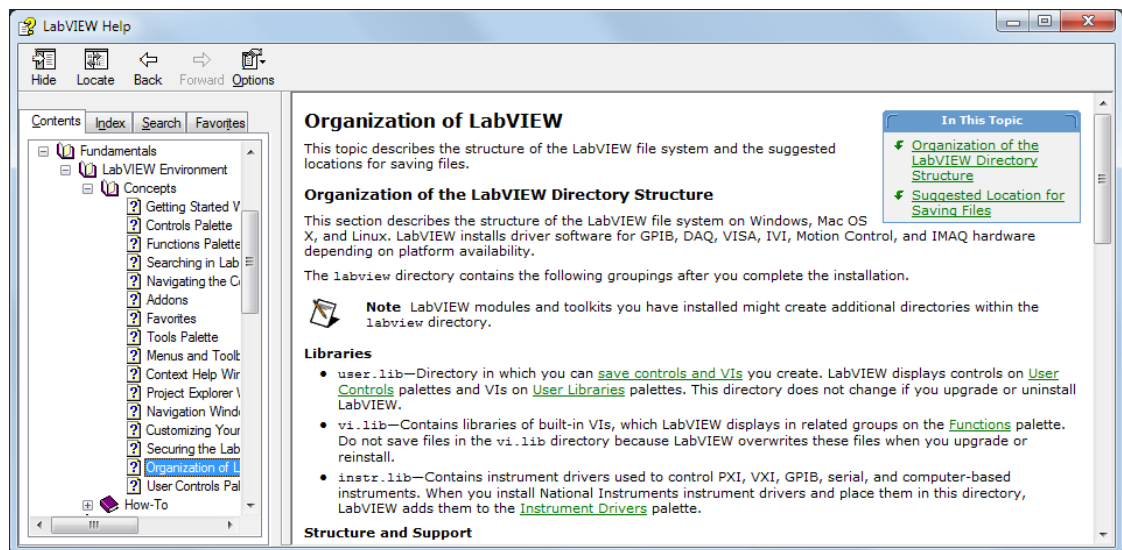 LabVIEW Help
Hide Locate Back Forward Options
Contents Index Search Favorites
Fundamentals
LabVIEW Environment
Concepts
Getting Started
Controls Palette
Functions Palette
Searching in Lab
Navigating the
Addons
Favorites
Tools Palette
Menus and Toolb
Context Help Wir
Project Explorer
Navigation Wind
Customizing Your
Securing the Lab
Organization of L
User Controls Pal
How-To
Organization of LabVIEW
This topic describes the structure of the LabVIEW file system and the suggested
locations for saving files.
In This Topic
Organization of the
LabVIEW Directory
Structure
Suggested Location for
Saving Files
Organization of the LabVIEW Directory Structure
This section describes the structure of the LabVIEW file system on Windows, Mac OS
X, and Linux. LabVIEW installs driver software for GPIB, DAQ, VISA, IVI, Motion Control, and IMAQ hardware
depending on platform availability.
The labview directory contains the following groupings after you complete the installation.
Note LabVIEW modules and toolkits you have installed might create additional directories within the
labview directory.
Libraries
• user.lib—Directory in which you can save controls and VIs you create. LabVIEW displays controls on User
Controls palettes and VIs on User Libraries palettes. This directory does not change if you upgrade or uninstall
LabVIEW.
• vi.lib—Contains libraries of built-in VIs, which LabVIEW displays in related groups on the Functions palette.
Do not save files in the vi.lib directory because LabVIEW overwrites these files when you upgrade or
reinstall.
• instr.lib—Contains instrument drivers used to control PXI, VXI, GPIB, serial, and computer-based
instruments. When you install National Instruments instrument drivers and place them in this directory,
LabVIEW adds them to the Instrument Drivers palette.
Structure and Support